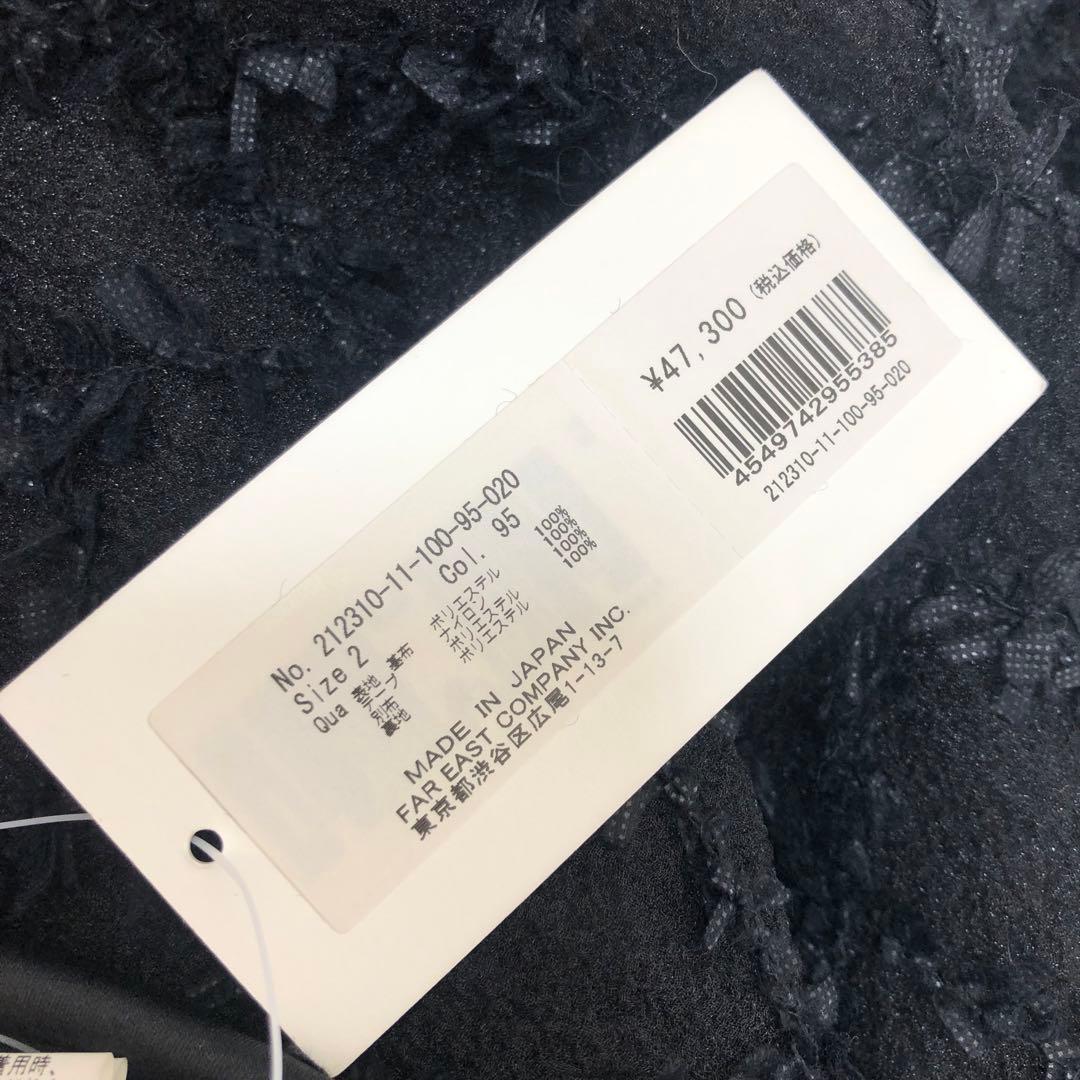 No. 212310-11-100-95-020
Size 2 Col. 95
Qua 表地 基布 ポリエステル 100%
テープ ナイロン 100%
別布 ポリエステル 100%
裏地 ポリエステル 100%
MADE IN JAPAN
FAR EAST COMPANY INC.
東京都渋谷区広尾1-13-7
¥47,300 (税込価格)
4549742955385
212310-11-100-95-020
着用時、